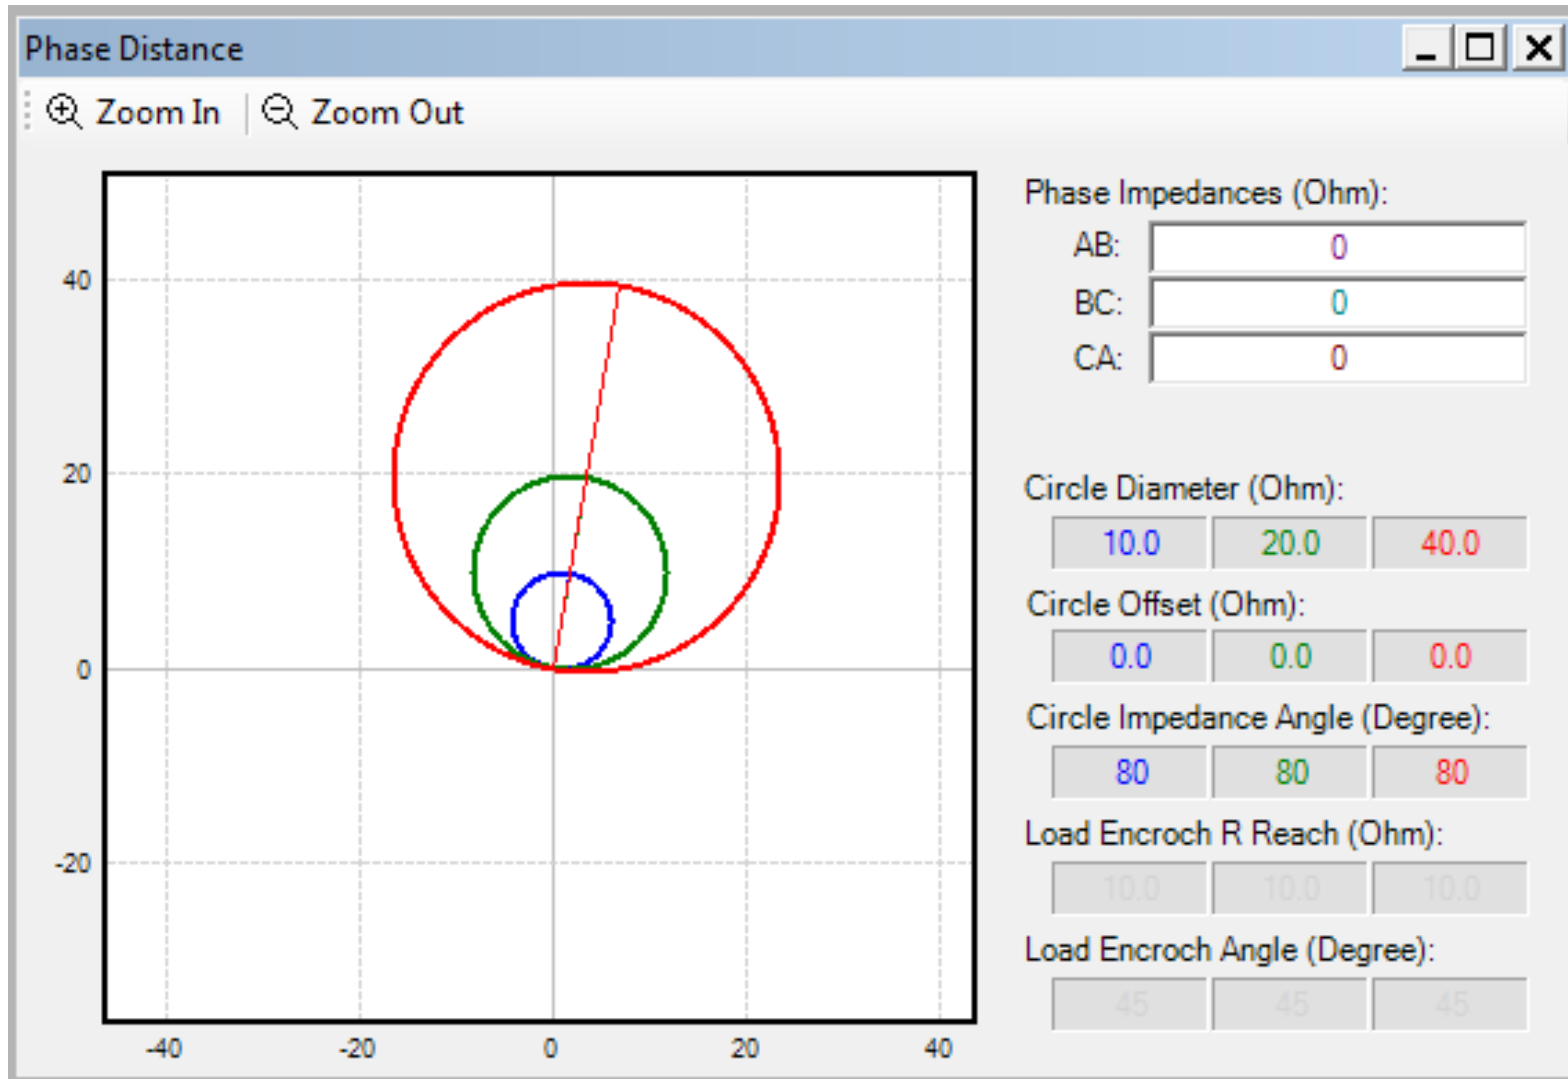 Phase Distance
Zoom In Zoom Out
Phase Impedances (Ohm):
AB: 0
BC: 0
CA: 0
Circle Diameter (Ohm):
10.0 20.0 40.0
Circle Offset (Ohm):
0.0 0.0 0.0
Circle Impedance Angle (Degree):
80 80 80
Load Encroch R Reach (Ohm):
10.0 10.0 10.0
Load Encroch Angle (Degree):
45 45 45
40
20
0
-20
-40 -20 0 20 40